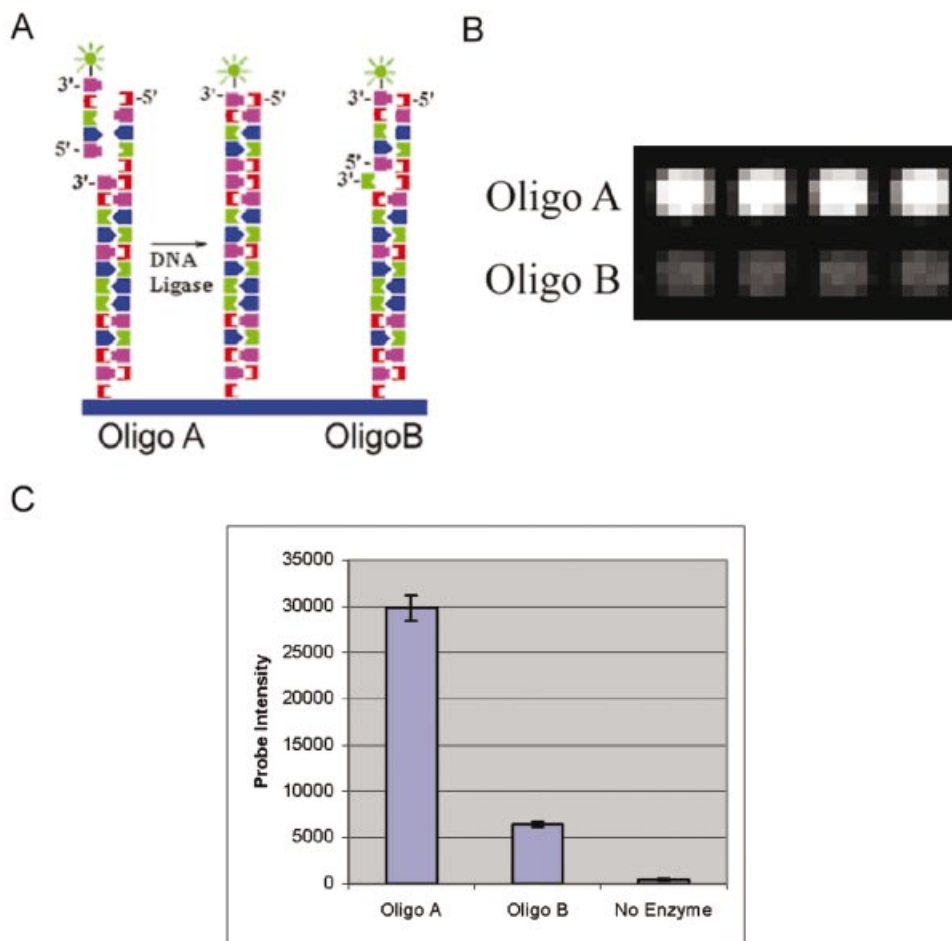 A
B
3'-
-5'
3'-
3'-
-5'
5'-
5'-
3'-
3'-
DNA
Ligase
Oligo A
OligoB
Oligo A
Oligo B
C
35000
30000
25000
20000
15000
10000
5000
0
Probe Intensity
Oligo A
Oligo B
No Enzyme